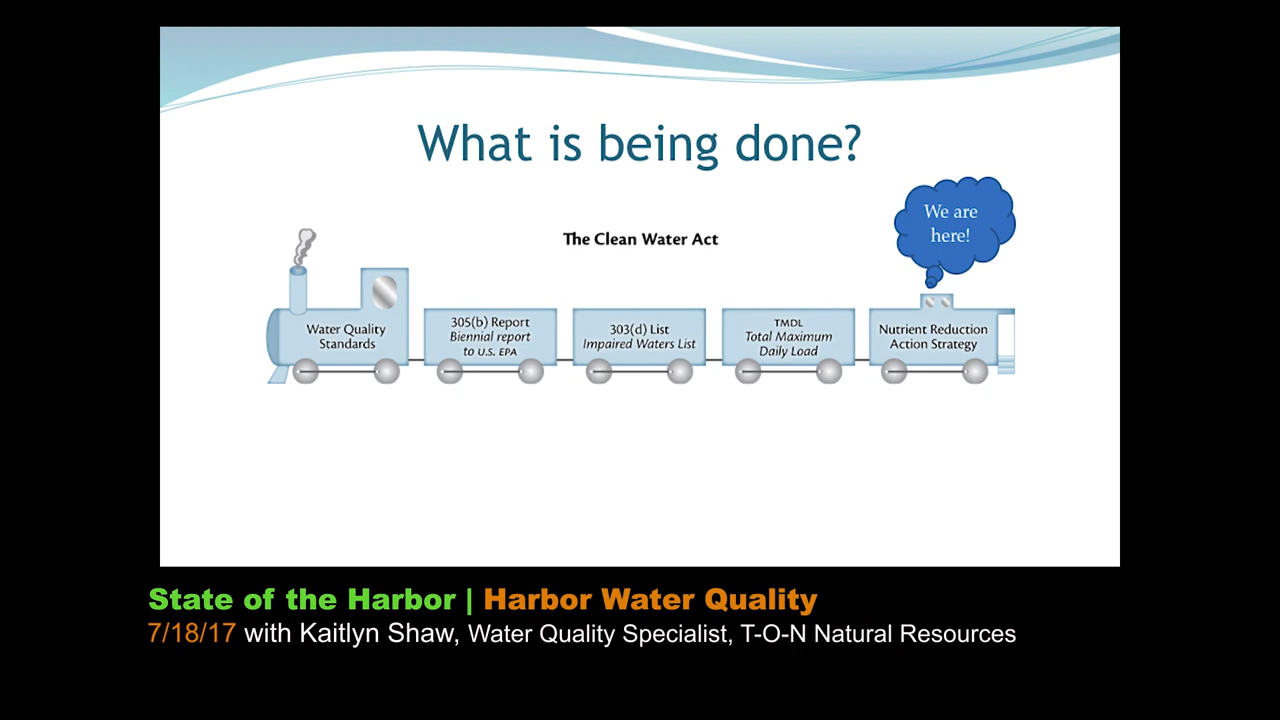 What is being done?
We are
here!
The Clean Water Act
Water Quality
Standards
305(b) Report
Biennial report
to U.S. EPA
303(d) List
Impaired Waters List
TMDL
Total Maximum
Daily Load
Nutrient Reduction
Action Strategy
State of the Harbor | Harbor Water Quality
7/18/17 with Kaitlyn Shaw, Water Quality Specialist, T-O-N Natural Resources